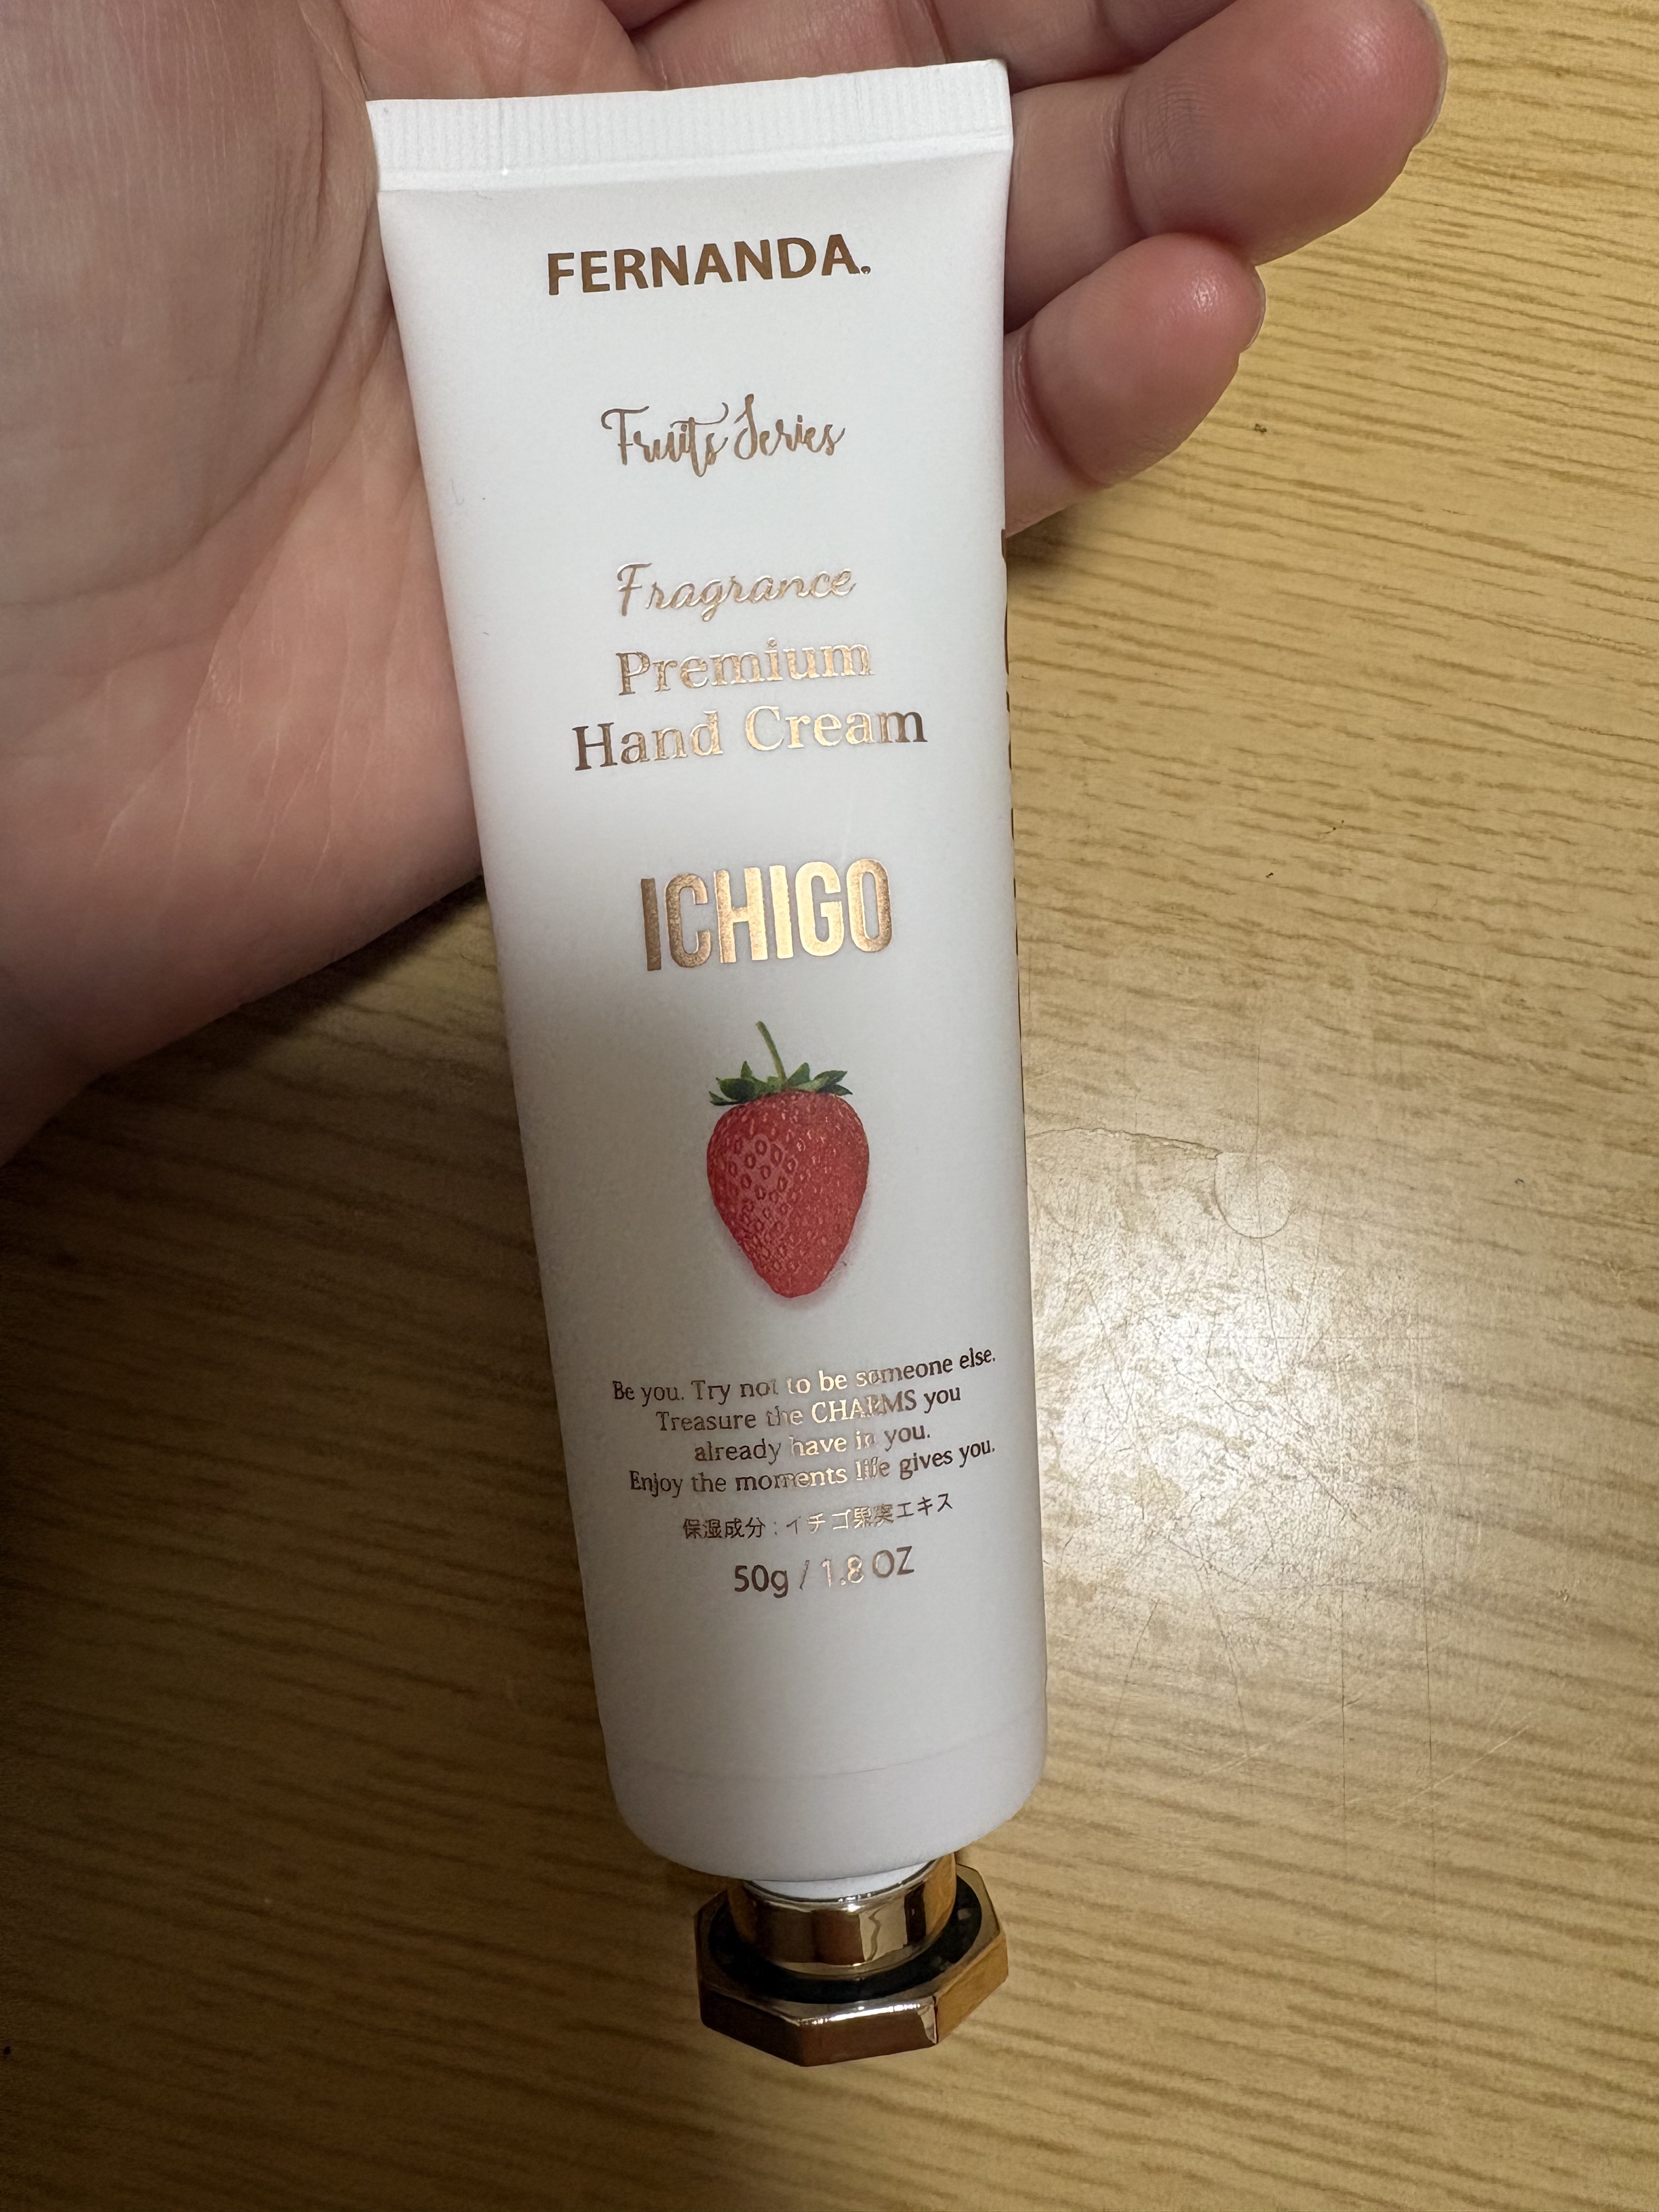 FERNANDA.
Fruits Series
Fragrance
Premium
Hand Cream
ICHIGO
Be you. Try not to be someone else.
Treasure the CHARMS you
already have in you.
Enjoy the moments life gives you.
保湿成分：イチゴ果実エキス
50g / 1.8 OZ